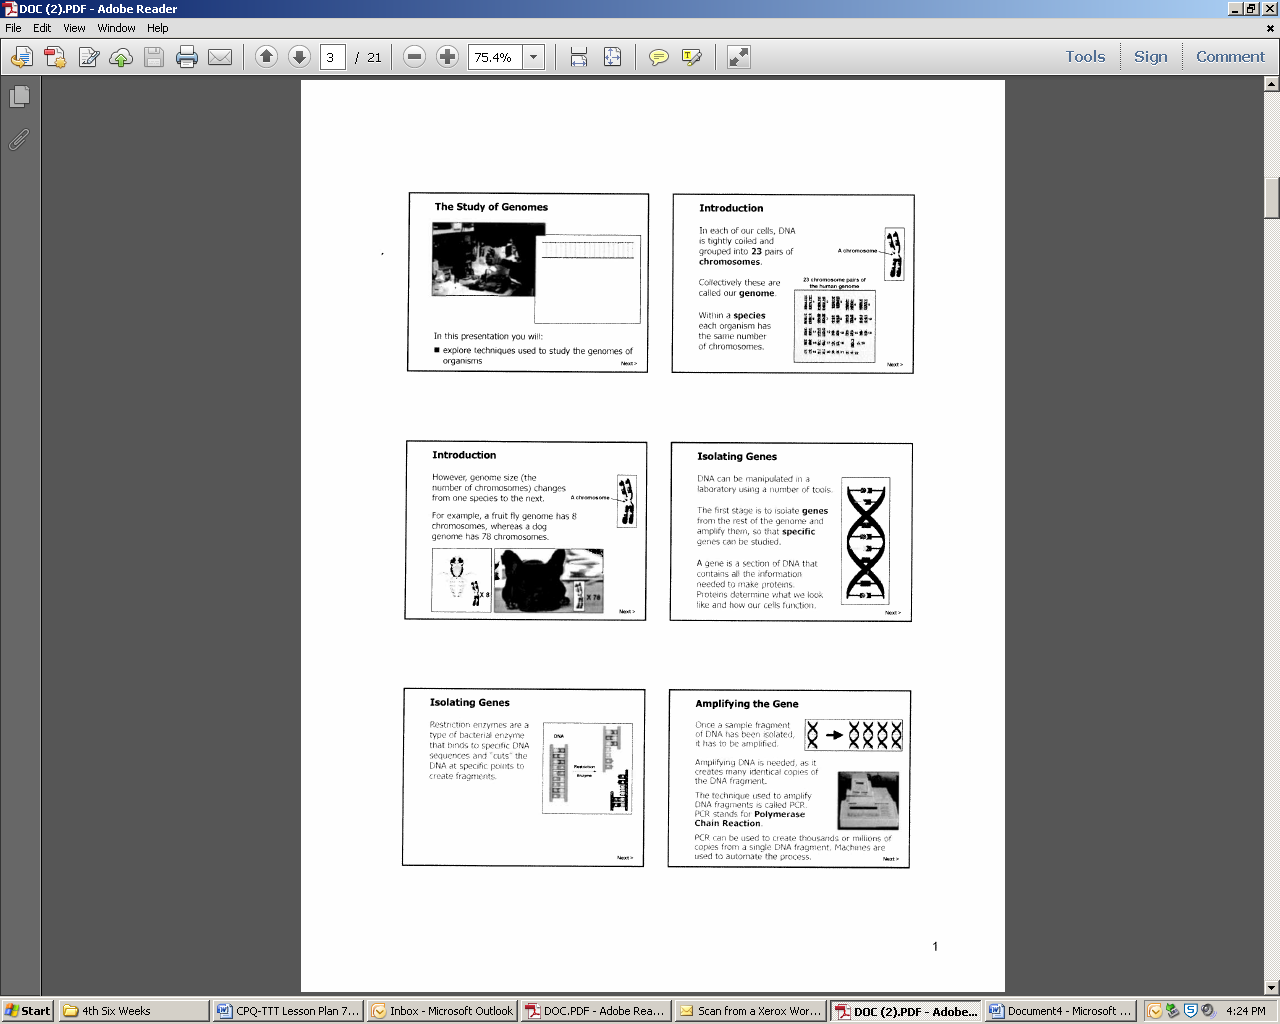 DOC (2).PDF - Adobe Reader
File Edit View Window Help
3 / 21 75.4% Tools Sign Comment
The Study of Genomes
In this presentation you will:
■ explore techniques used to study the genomes of
organisms
Next >
Introduction
In each of our cells, DNA
is tightly coiled and
grouped into 23 pairs of
chromosomes.
Collectively these are
called our genome.
Within a species
each organism has
the same number
of chromosomes.
A chromosome
23 chromosome pairs of
the human genome
Next >
Introduction
However, genome size (the
number of chromosomes) changes
from one species to the next.
For example, a fruit fly genome has 8
chromosomes, whereas a dog
genome has 78 chromosomes.
A chromosome
X 8
X 78
Next >
Isolating Genes
DNA can be manipulated in a
laboratory using a number of tools.
The first stage is to isolate genes
from the rest of the genome and
amplify them, so that specific
genes can be studied.
A gene is a section of DNA that
contains all the information
needed to make proteins.
Proteins determine what we look
like and how our cells function.
Next >
Isolating Genes
Restriction enzymes are a
type of bacterial enzyme
that binds to specific DNA
sequences and "cuts" the
DNA at specific points to
create fragments.
DNA
Restriction
Enzyme
Next >
Amplifying the Gene
Once a sample fragment
of DNA has been isolated,
it has to be amplified.
Amplifying DNA is needed, as it
creates many identical copies of
the DNA fragment.
The technique used to amplify
DNA fragments is called PCR.
PCR stands for Polymerase
Chain Reaction.
PCR can be used to create thousands or millions of
copies from a single DNA fragment. Machines are
used to automate the process.
Next >
1
Start 4th Six Weeks CPQ-TTT Lesson Plan 7... Inbox - Microsoft Outlook DOC.PDF - Adobe Rea... Scan from a Xerox Wor... DOC (2).PDF - Adobe... Document4 - Microsoft ... 4:24 PM